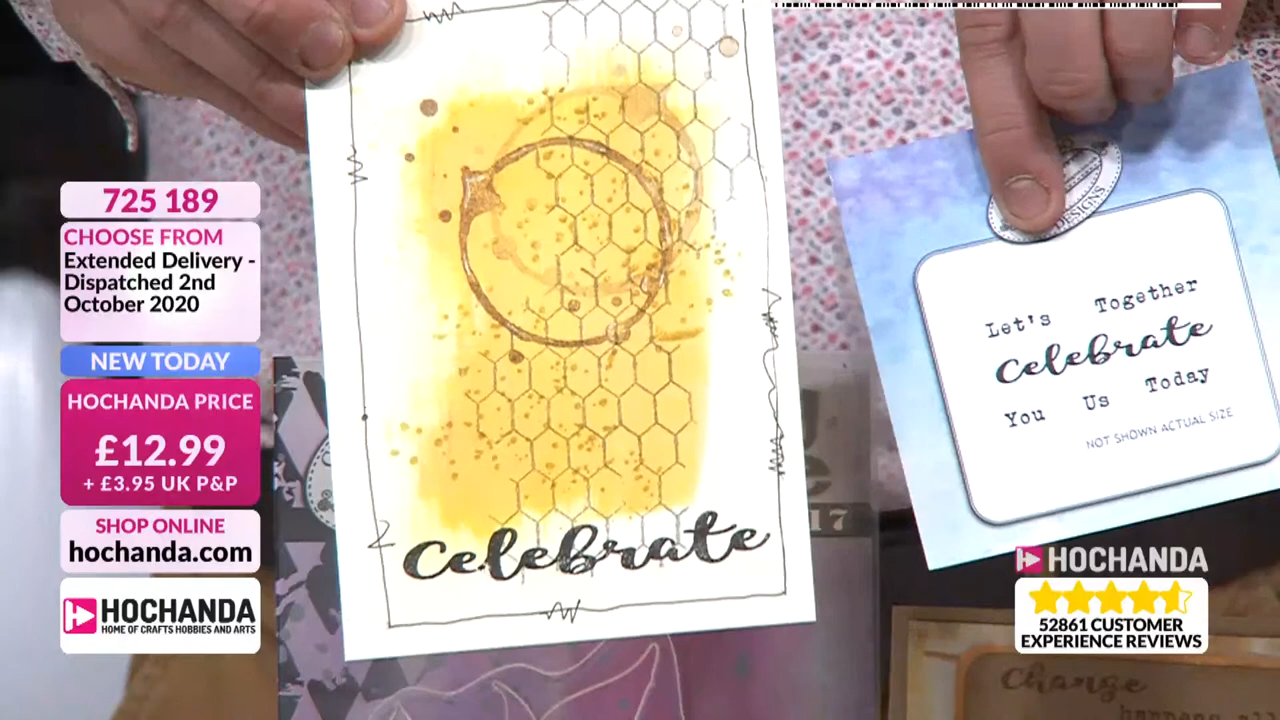 725 189
CHOOSE FROM
Extended Delivery -
Dispatched 2nd
October 2020
NEW TODAY
HOCHANDA PRICE
£12.99
+ £3.95 UK P&P
SHOP ONLINE
hochanda.com
HOCHANDA
HOME OF CRAFTS HOBBIES AND ARTS
Celebrate
17
DESIGNS
Let's Together
Celebrate
You Us Today
NOT SHOWN ACTUAL SIZE
HOCHANDA
52861 CUSTOMER
EXPERIENCE REVIEWS
Change